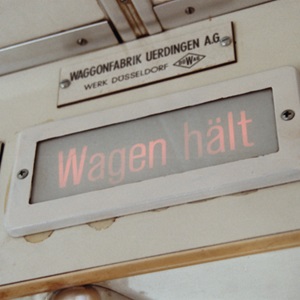 WAGGONFABRIK UERDINGEN A.G.
WERK DÜSSELDORF
Wagen hält